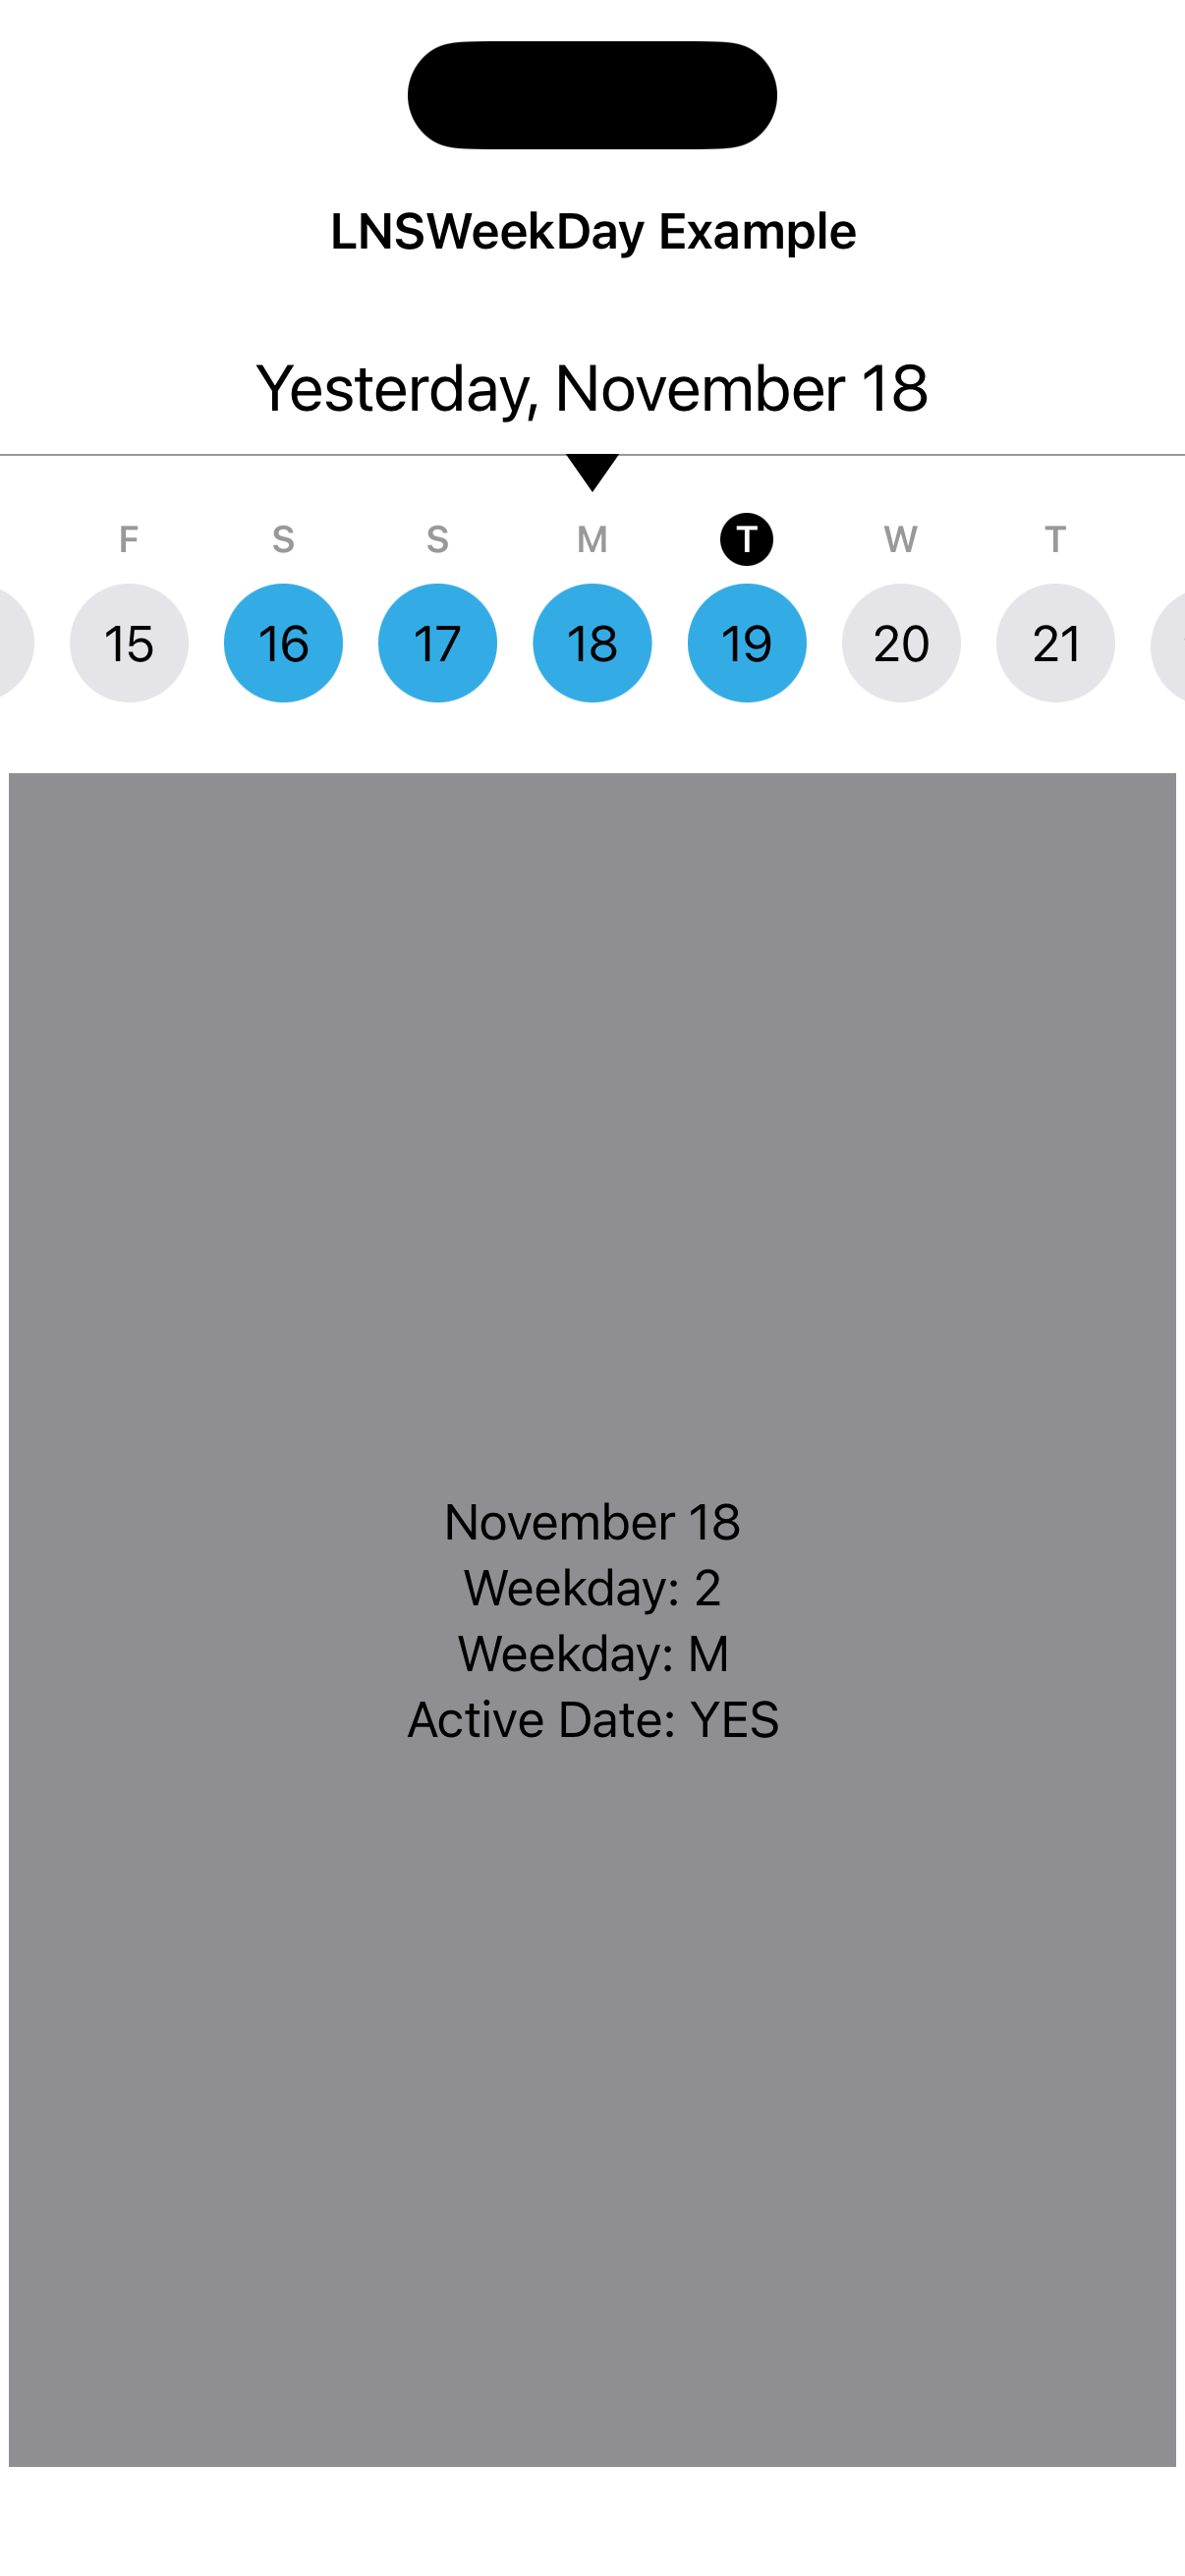 LNSWeekDay Example
Yesterday, November 18
F S S M T W T
15 16 17 18 19 20 21
November 18
Weekday: 2
Weekday: M
Active Date: YES